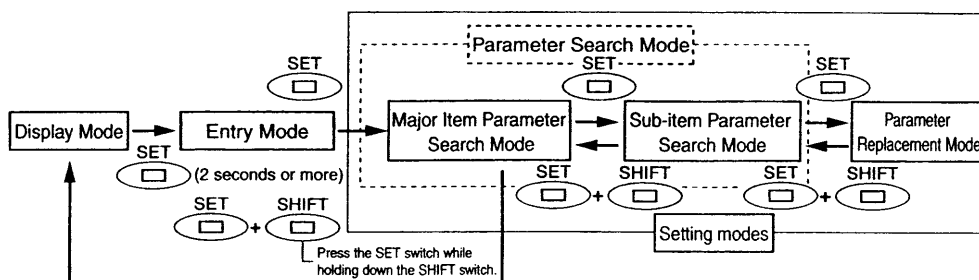 Parameter Search Mode
SET
SET
SET
Display Mode
Entry Mode
Major Item Parameter
Search Mode
Sub-item Parameter
Search Mode
Parameter
Replacement Mode
SET
(2 seconds or more)
SET
+
SHIFT
SET
+
SHIFT
SET
+
SHIFT
Press the SET switch while
holding down the SHIFT switch.
Setting modes